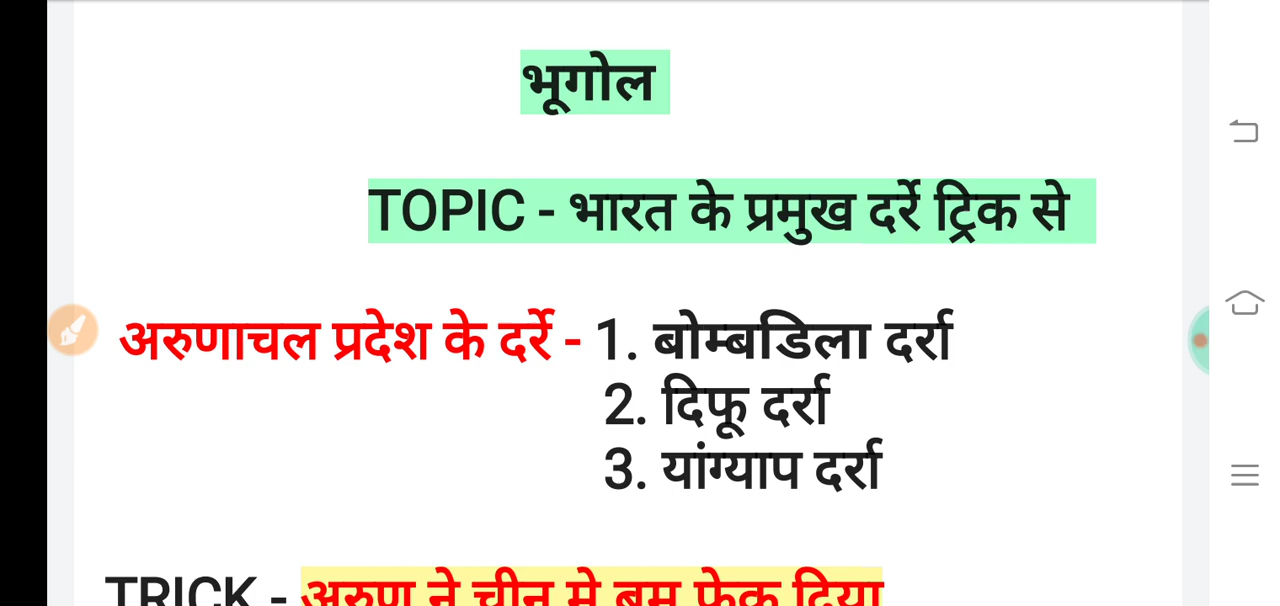 भूगोल
TOPIC - भारत के प्रमुख दर्रे ट्रिक से
अरुणाचल प्रदेश के दर्रे - 1. बोम्बडिला दर्रा
2. दिफू दर्रा
3. यांग्याप दर्रा
TRICK - अरुण ने चीन मे बम फेक दिया